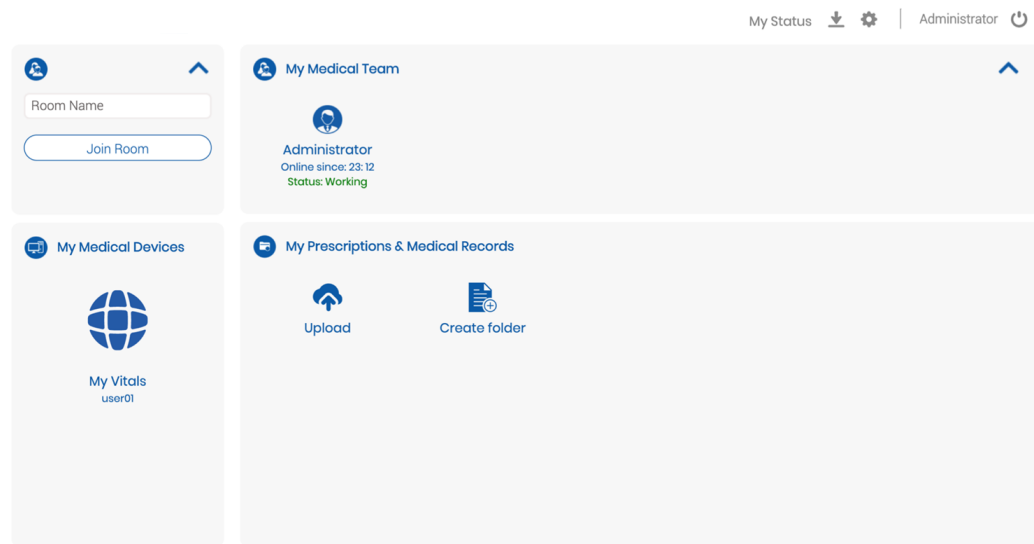 My Status
Administrator
Room Name
Join Room
My Medical Team
Administrator
Online since: 23:12
Status: Working
My Medical Devices
My Vitals
user01
My Prescriptions & Medical Records
Upload
Create folder